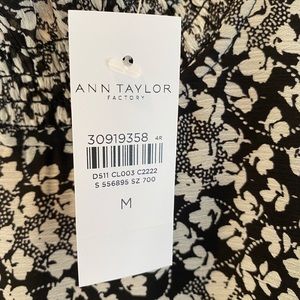 ANN TAYLOR
FACTORY
30919358 4R
D511 CL003 C2222
S 556895 SZ 700
M